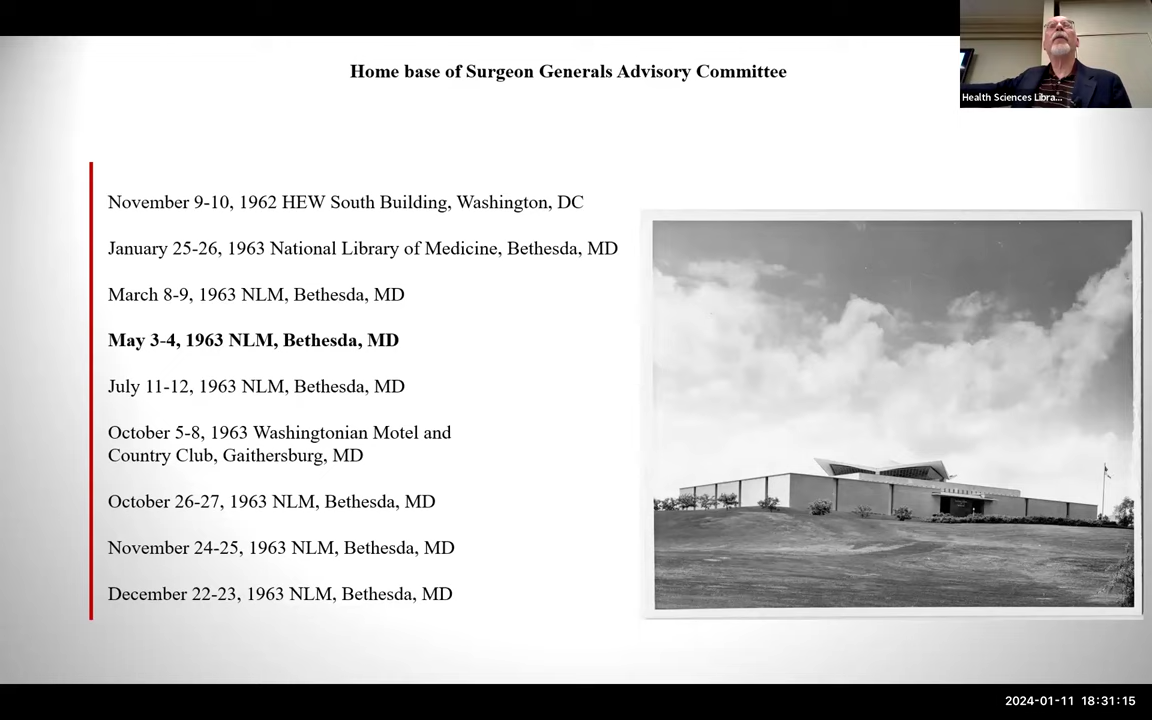 Home base of Surgeon Generals Advisory Committee
Health Sciences Libra...
November 9-10, 1962 HEW South Building, Washington, DC
January 25-26, 1963 National Library of Medicine, Bethesda, MD
March 8-9, 1963 NLM, Bethesda, MD
May 3-4, 1963 NLM, Bethesda, MD
July 11-12, 1963 NLM, Bethesda, MD
October 5-8, 1963 Washingtonian Motel and
Country Club, Gaithersburg, MD
October 26-27, 1963 NLM, Bethesda, MD
November 24-25, 1963 NLM, Bethesda, MD
December 22-23, 1963 NLM, Bethesda, MD
2024-01-11 18:31:15